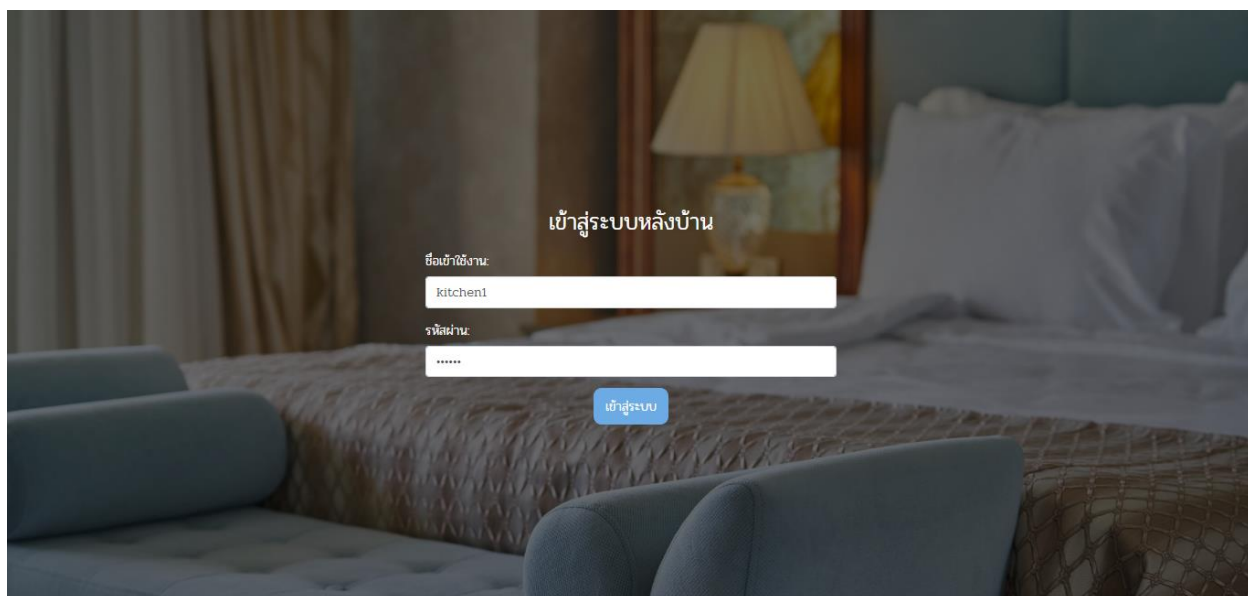 เข้าสู่ระบบหลังบ้าน
ชื่อเข้าใช้งาน:
kitchen1
รหัสผ่าน:
••••••
เข้าสู่ระบบ